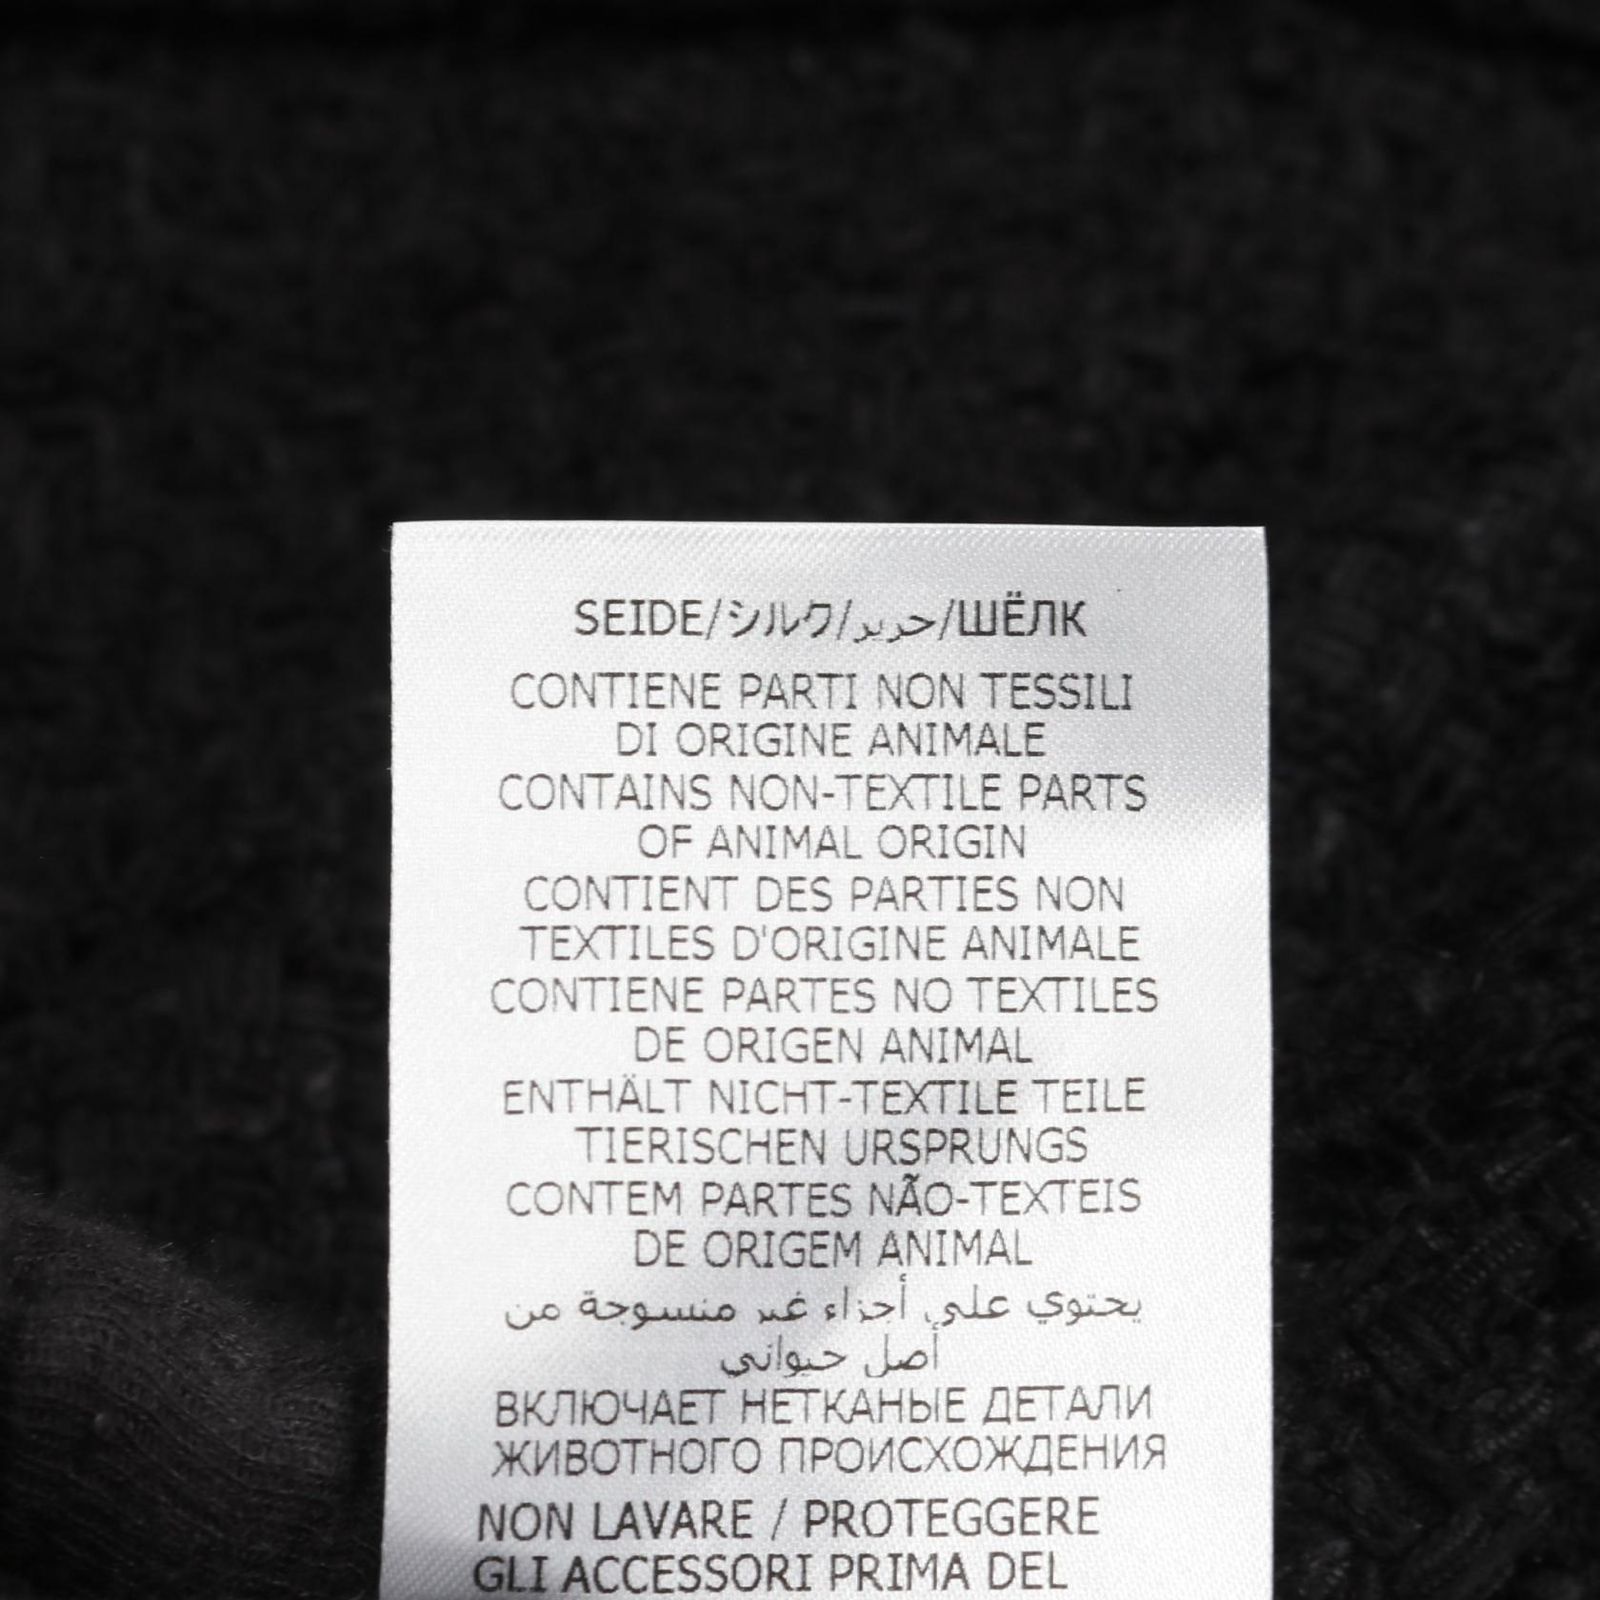 SEIDE/シルク/حرير/ШЁЛК
CONTIENE PARTI NON TESSILI
DI ORIGINE ANIMALE
CONTAINS NON-TEXTILE PARTS
OF ANIMAL ORIGIN
CONTIENT DES PARTIES NON
TEXTILES D'ORIGINE ANIMALE
CONTIENE PARTES NO TEXTILES
DE ORIGEN ANIMAL
ENTHÄLT NICHT-TEXTILE TEILE
TIERISCHEN URSPRUNGS
CONTEM PARTES NÃO-TEXTEIS
DE ORIGEM ANIMAL
يحتوي على أجزاء غير منسوجة من
أصل حيواني
ВКЛЮЧАЕТ НЕТКАНЫЕ ДЕТАЛИ
ЖИВОТНОГО ПРОИСХОЖДЕНИЯ
NON LAVARE / PROTEGGERE
GLI ACCESSORI PRIMA DEL